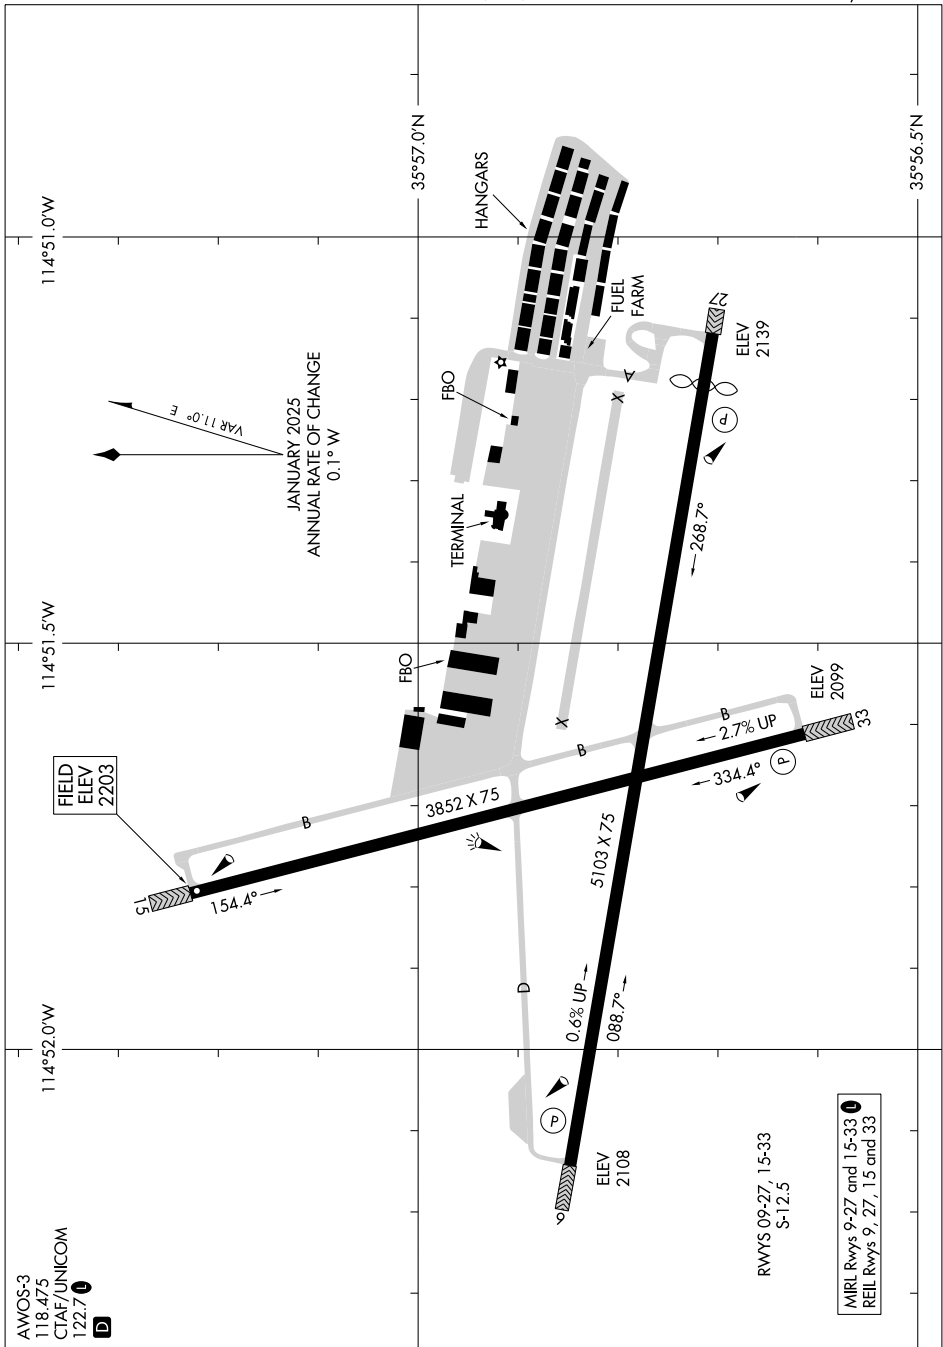 AWOS-3
118.475
CTAF/UNICOM
122.7 L
D
114°52.0'W
114°51.5'W
114°51.0'W
FIELD
ELEV
2203
VAR 11.0° E
JANUARY 2025
ANNUAL RATE OF CHANGE
0.1° W
15
154.4°
B
3852 X 75
FBO
TERMINAL
FBO
HANGARS
35°57.0'N
FUEL
FARM
A
X
X
D
B
B
2.7% UP
334.4°
P
33
ELEV
2099
9
P
ELEV
2108
0.6% UP
088.7°
5103 X 75
268.7°
P
27
ELEV
2139
RWYS 09-27, 15-33
S-12.5
MIRL Rwys 9-27 and 15-33 L
REIL Rwys 9, 27, 15 and 33
35°56.5'N